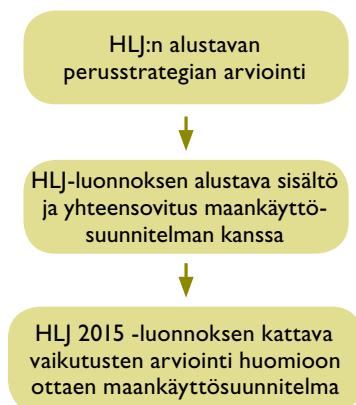 HLJ:n alustavan
perusstrategian arviointi
HLJ-luonnoksen alustava sisältö
ja yhteensovitus maankäyttö-
suunnitelman kanssa
HLJ 2015 -luonnoksen kattava
vaikutusten arviointi huomioon
ottaen maankäyttösuunnitelma